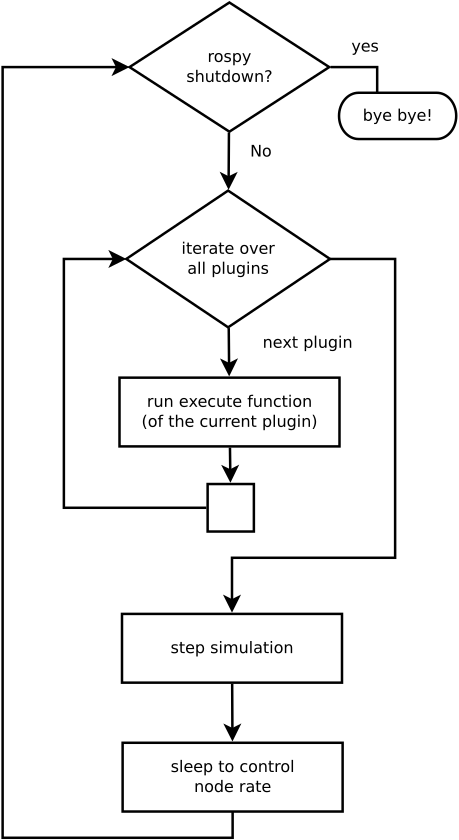 rospy
shutdown?
yes
bye bye!
No
iterate over
all plugins
next plugin
run execute function
(of the current plugin)
step simulation
sleep to control
node rate